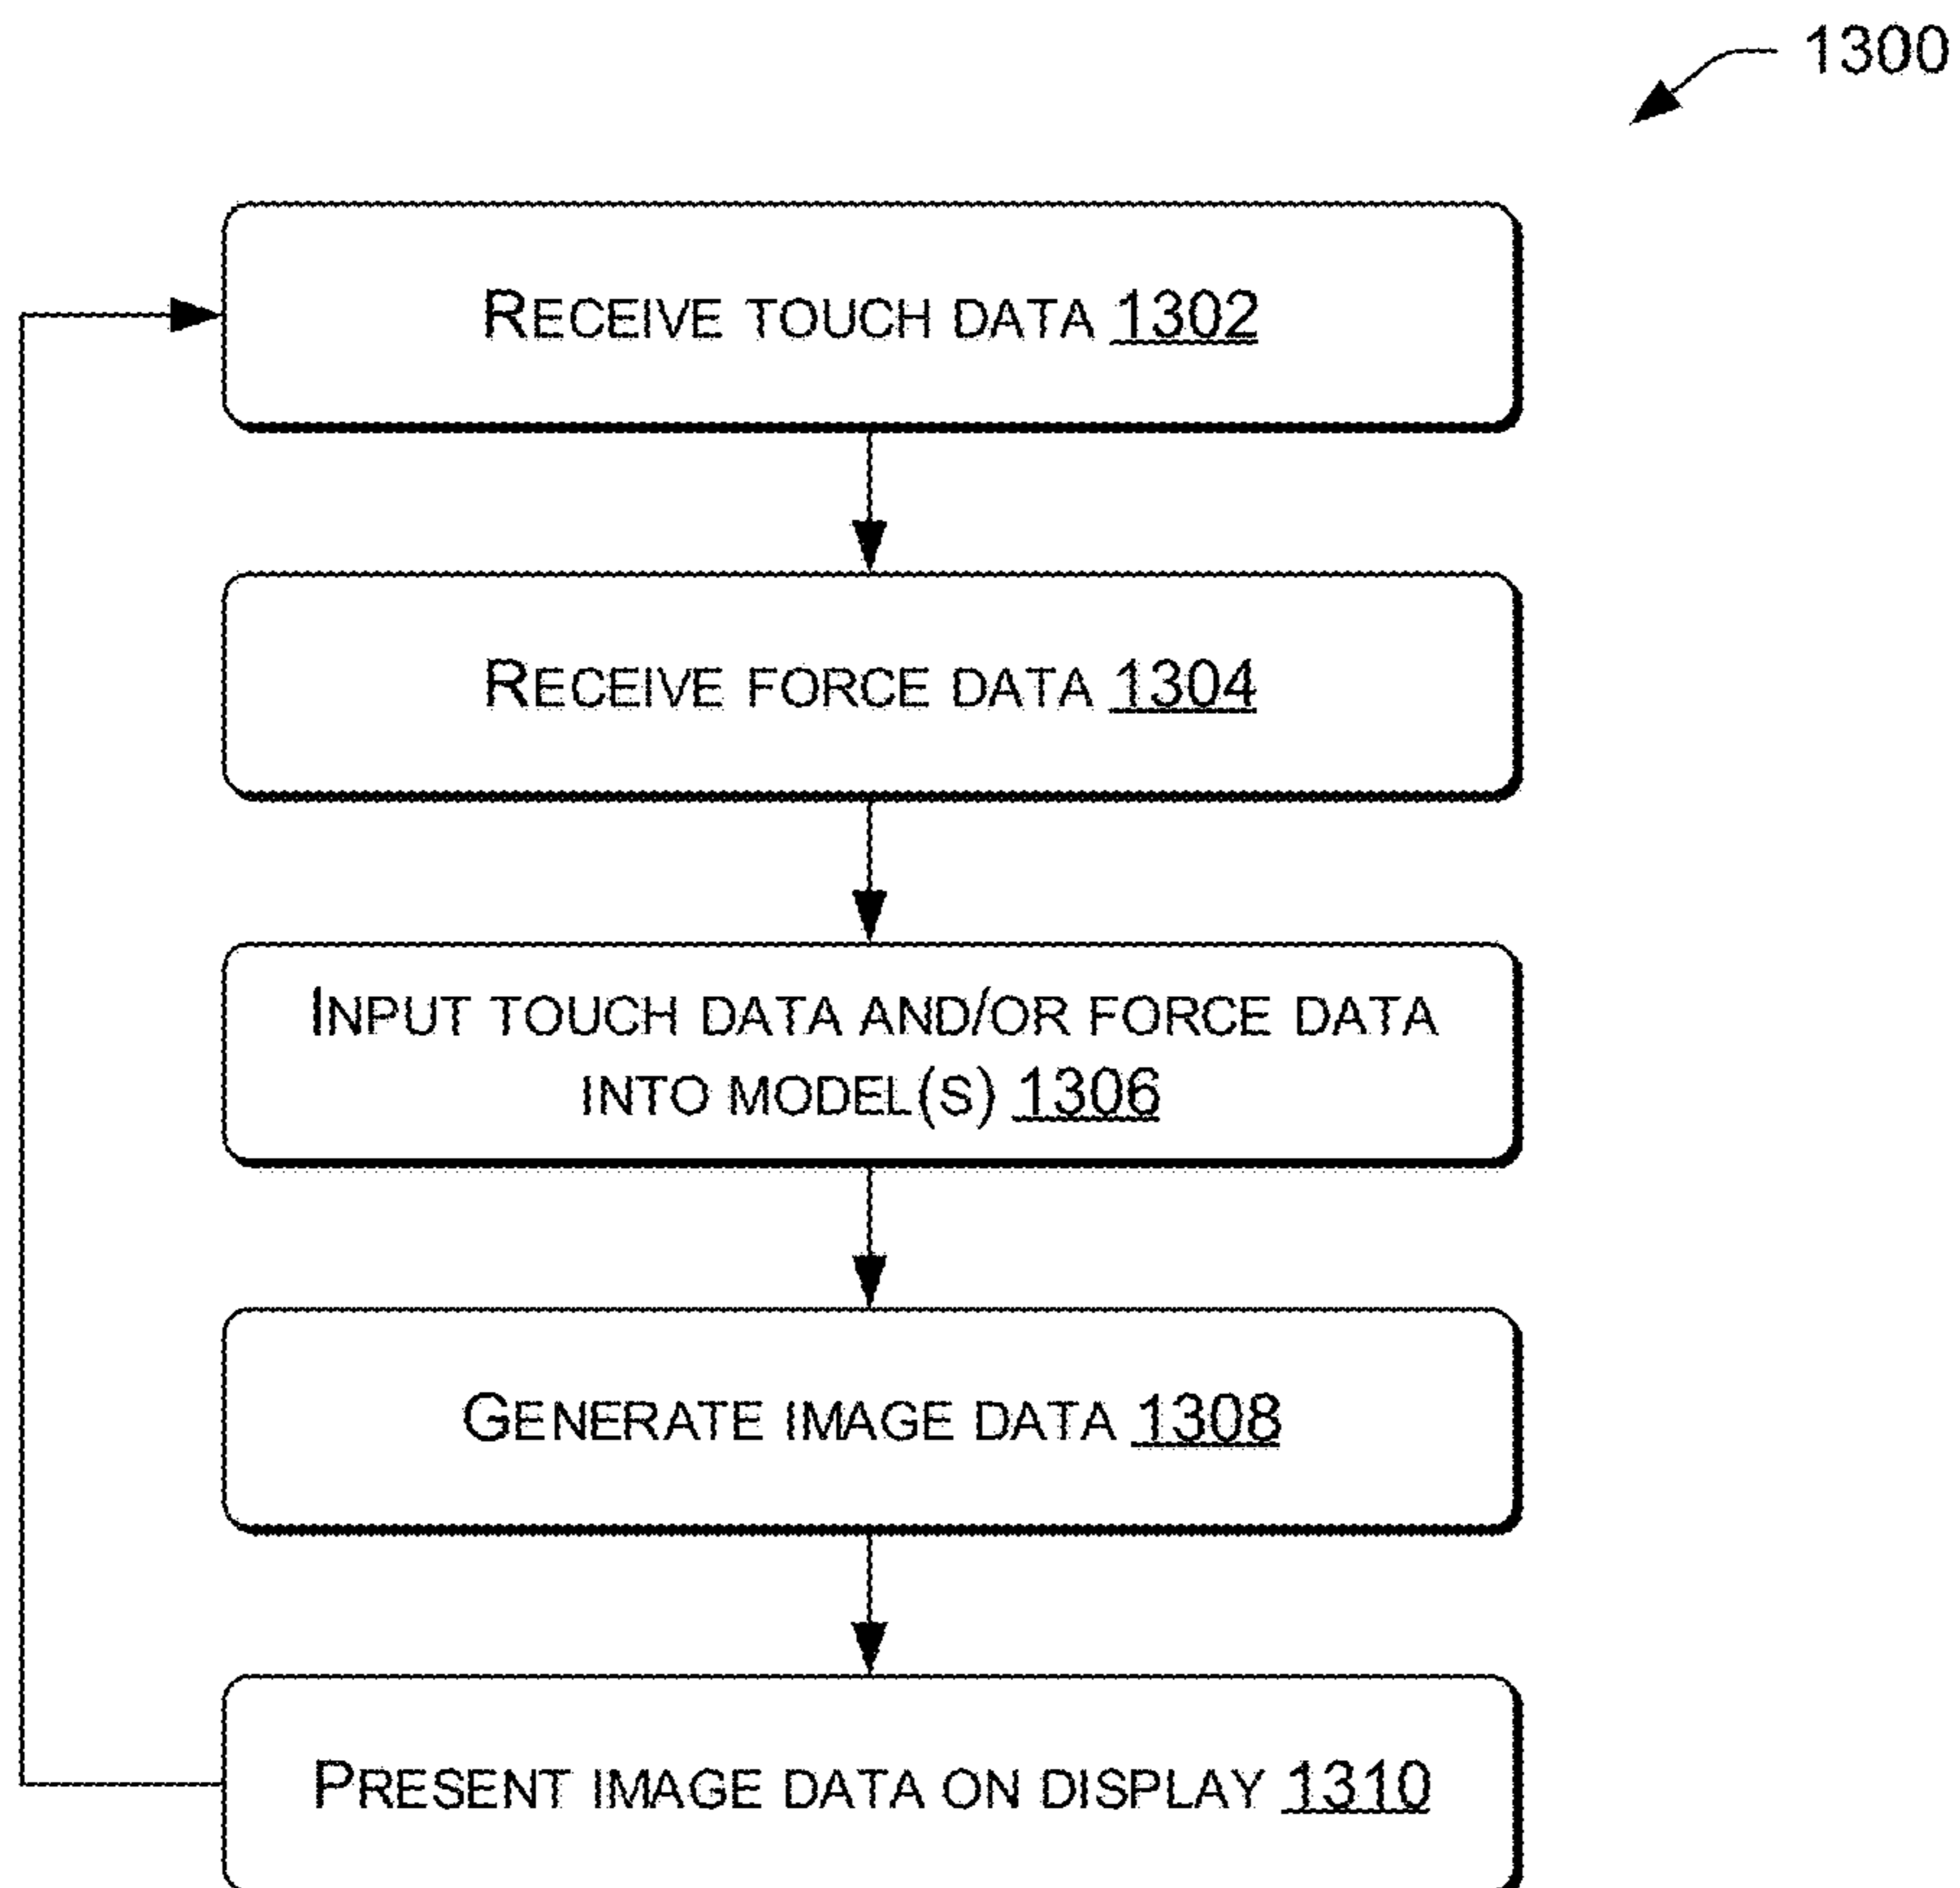 1300
RECEIVE TOUCH DATA 1302
RECEIVE FORCE DATA 1304
INPUT TOUCH DATA AND/OR FORCE DATA
INTO MODEL(S) 1306
GENERATE IMAGE DATA 1308
PRESENT IMAGE DATA ON DISPLAY 1310